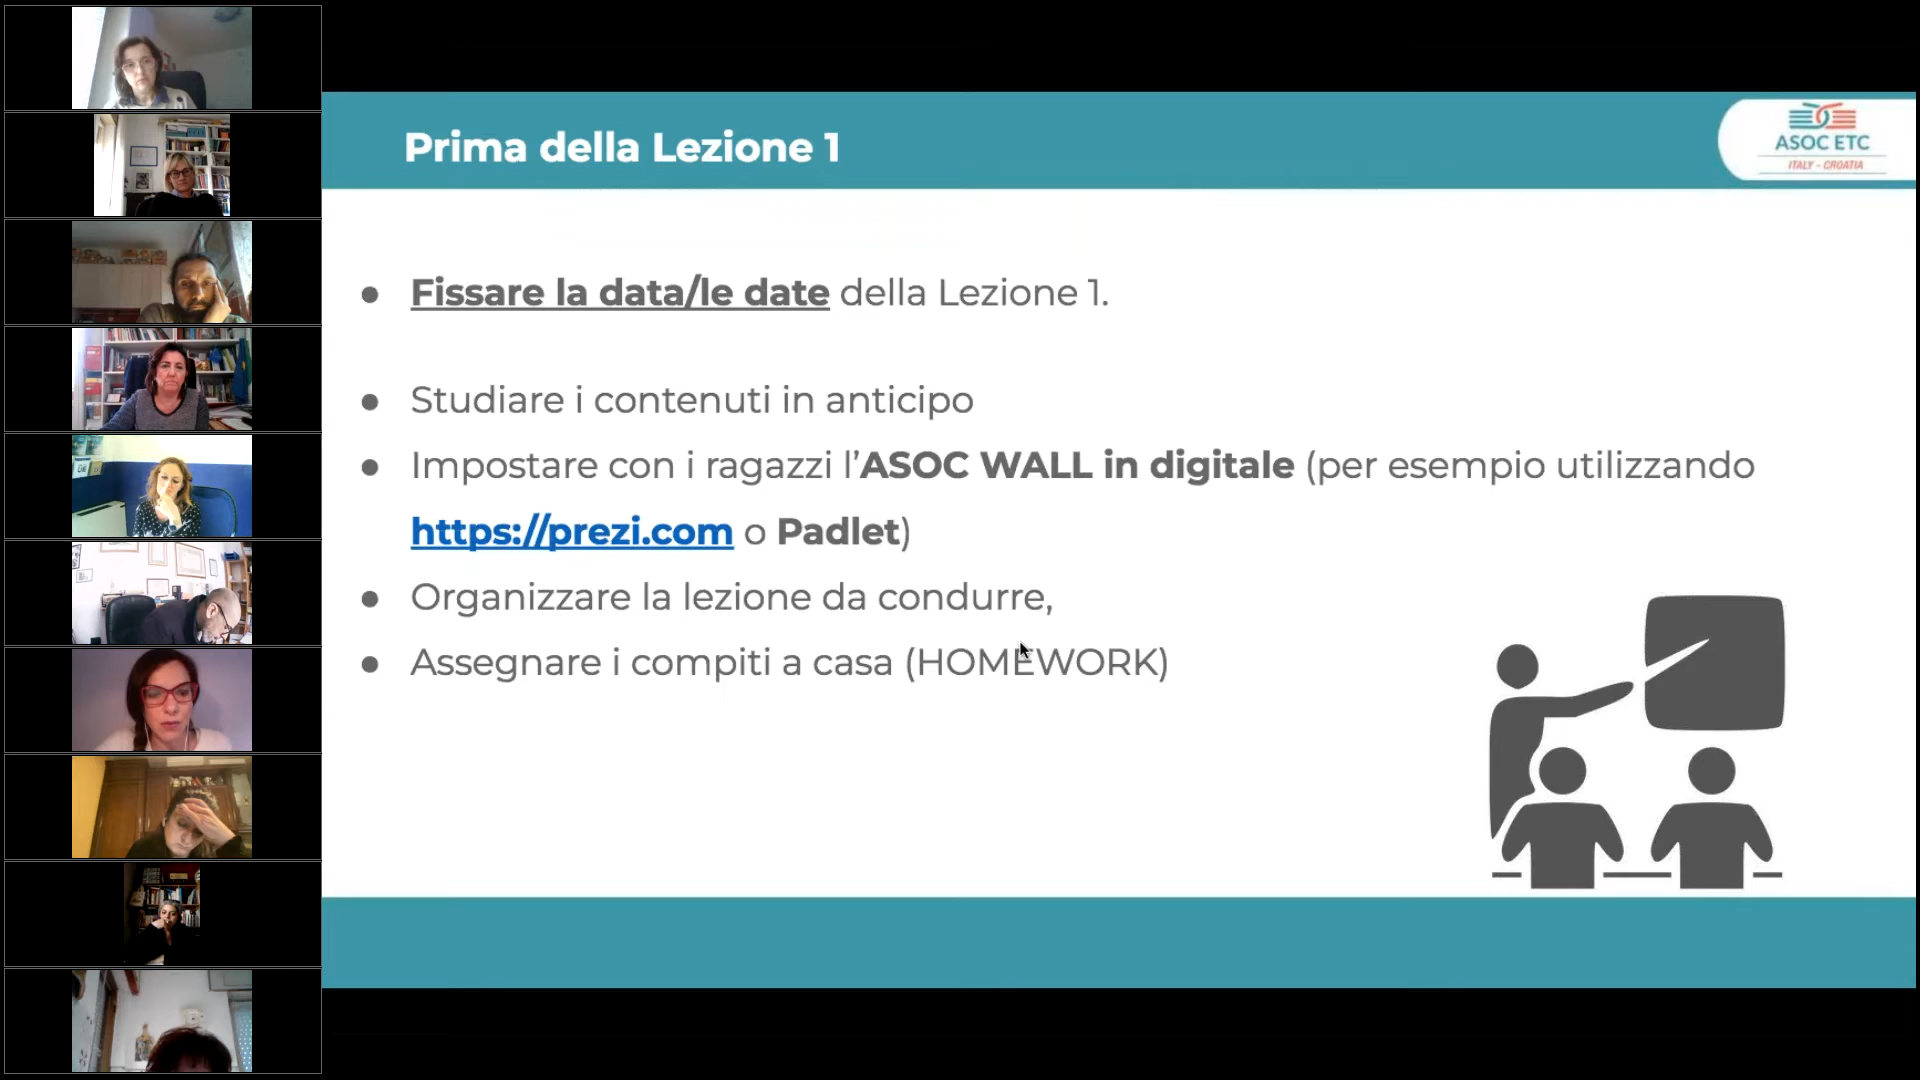 Prima della Lezione 1
ASOC ETC
ITALY - CROATIA
● Fissare la data/le date della Lezione 1.
● Studiare i contenuti in anticipo
● Impostare con i ragazzi l’ASOC WALL in digitale (per esempio utilizzando
https://prezi.com o Padlet)
● Organizzare la lezione da condurre,
● Assegnare i compiti a casa (HOMEWORK)